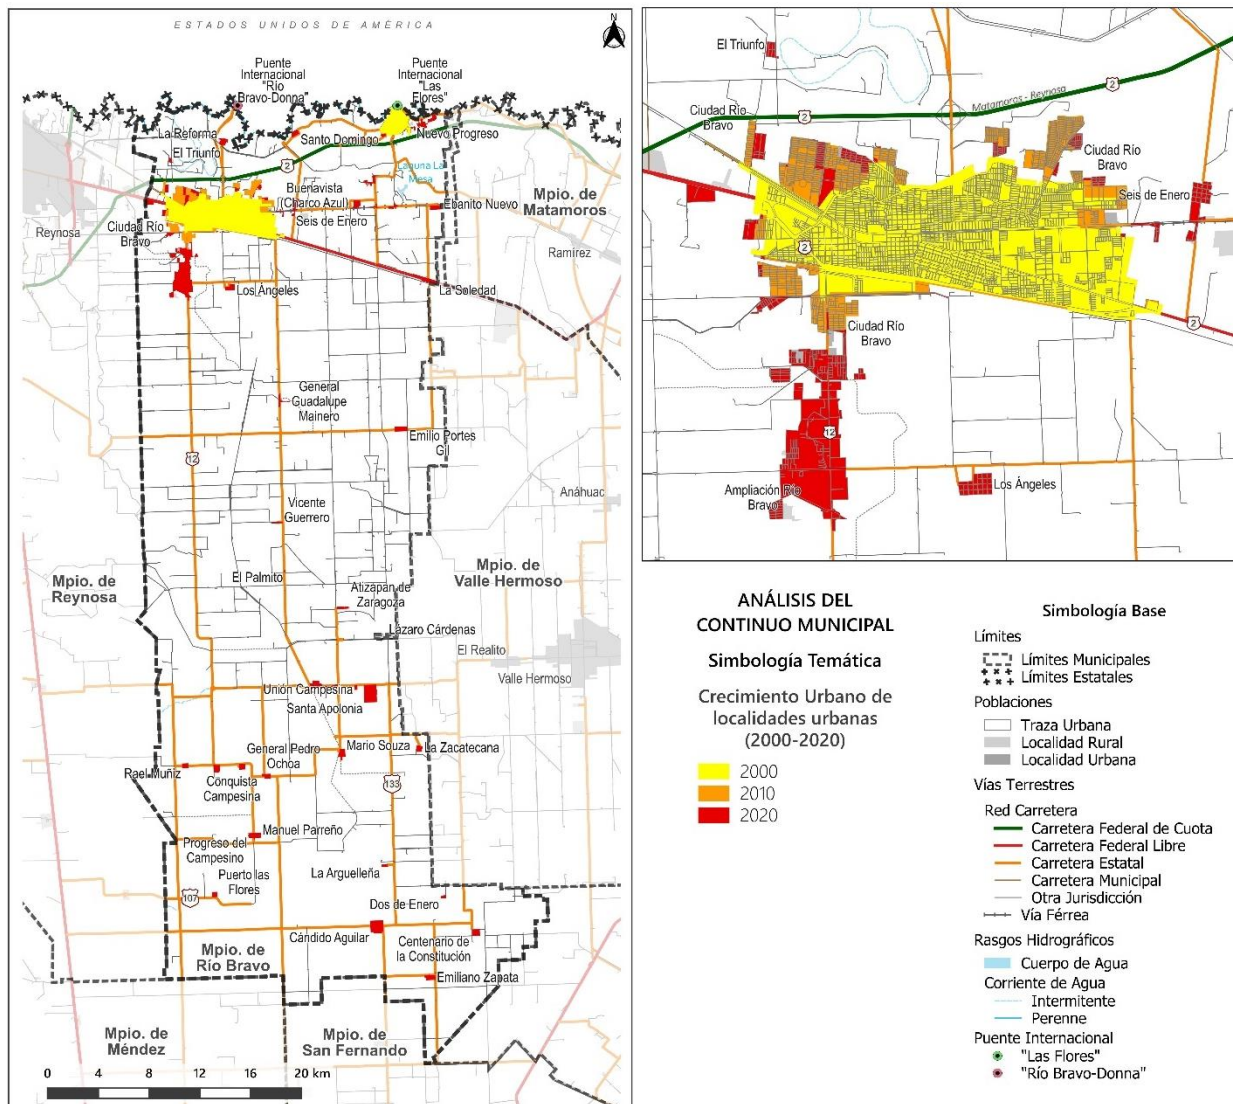 ESTADOS UNIDOS DE AMÉRICA
N
Puente
Internacional
"Río
Bravo-Donna"
Puente
Internacional
"Las
Flores"
La Reforma
El Triunfo
Santo Domingo
Nuevo Progreso
2
Laguna La
Mesa
Buenavista
(Charco Azul)
Seis de Enero
Ebanito Nuevo
Mpio. de
Matamoros
Reynosa
Ciudad Río
Bravo
Ramírez
Los Ángeles
La Soledad
General
Guadalupe
Mainero
Emilio Portes
Gil
12
Anáhuac
Vicente
Guerrero
Mpio. de
Reynosa
El Palmito
Mpio. de
Valle Hermoso
Atizapán de
Zaragoza
Lázaro Cárdenas
El Realito
Valle Hermoso
Unión Campesina
Santa Apolonia
General Pedro
Ochoa
Mario Souza
La Zacatecana
Rael Muñiz
Conquista
Campesina
133
Manuel Parreño
Progreso del
Campesino
Puerto las
Flores
La Arguelleña
107
Dos de Enero
Cándido Aguilar
Centenario de
la Constitución
Mpio. de
Río Bravo
Emiliano Zapata
Mpio. de
Méndez
Mpio. de
San Fernando
0 4 8 12 16 20 km
El Triunfo
2
Matamoros - Reynosa
Ciudad Río
Bravo
2
Ciudad Río
Bravo
Seis de Enero
2
2
Ciudad Río
Bravo
12
Ampliación Río
Bravo
Los Ángeles
ANÁLISIS DEL
CONTINUO MUNICIPAL
Simbología Temática
Crecimiento Urbano de
localidades urbanas
(2000-2020)
2000
2010
2020
Simbología Base
Límites
Límites Municipales
Límites Estatales
Poblaciones
Traza Urbana
Localidad Rural
Localidad Urbana
Vías Terrestres
Red Carretera
Carretera Federal de Cuota
Carretera Federal Libre
Carretera Estatal
Carretera Municipal
Otra Jurisdicción
Vía Férrea
Rasgos Hidrográficos
Cuerpo de Agua
Corriente de Agua
Intermitente
Perenne
Puente Internacional
"Las Flores"
"Río Bravo-Donna"